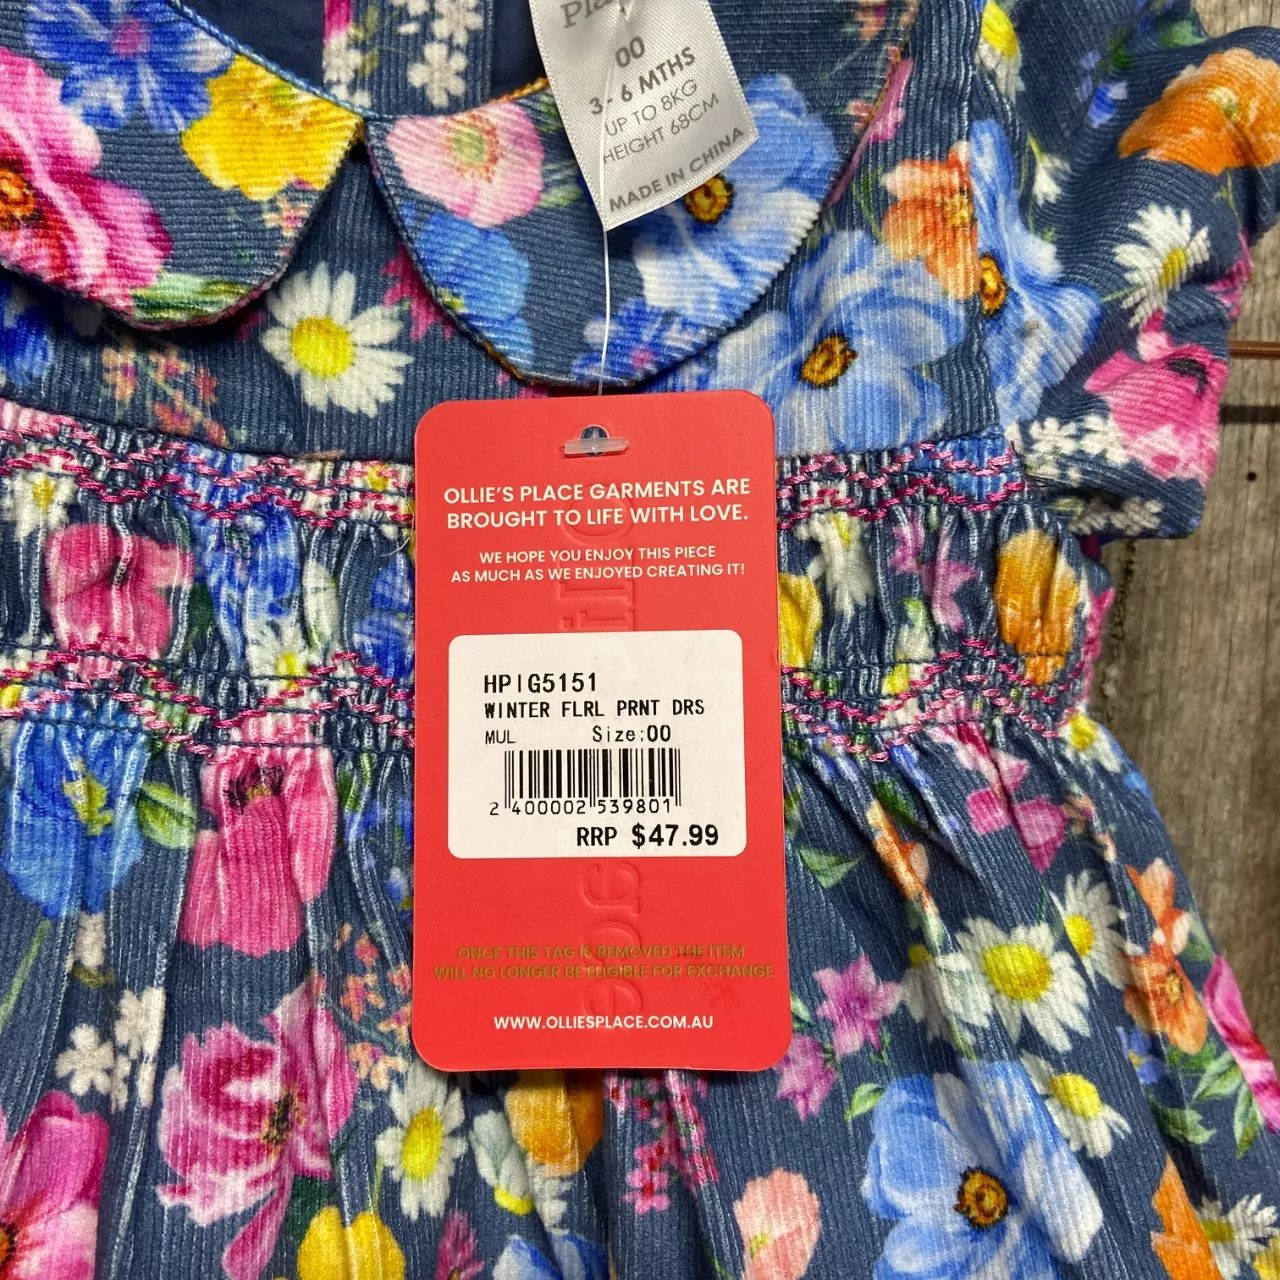 00
3-6 MTHS
UP TO 8KG
HEIGHT 68CM
MADE IN CHINA
OLLIE'S PLACE GARMENTS ARE
BROUGHT TO LIFE WITH LOVE.
WE HOPE YOU ENJOY THIS PIECE
AS MUCH AS WE ENJOYED CREATING IT!
HPIG5151
WINTER FLRL PRNT DRS
MUL Size:00
2 400002 539801
RRP $47.99
ONCE THIS TAG IS REMOVED THE ITEM
WILL NO LONGER BE ELIGIBLE FOR EXCHANGE
WWW.OLLIESPLACE.COM.AU